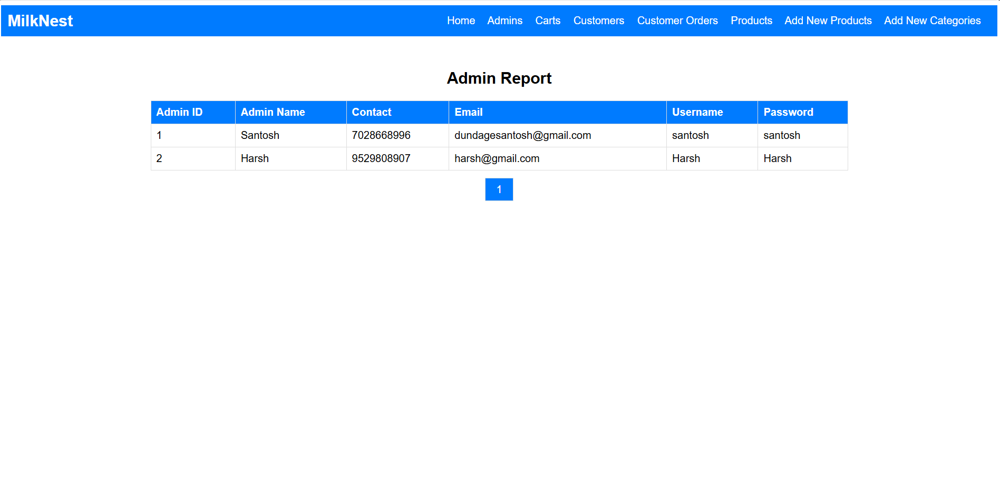 MilkNest Home Admins Carts Customers Customer Orders Products Add New Products Add New Categories
Admin Report
Admin ID Admin Name Contact Email Username Password
1 Santosh 7028668996 dundagesantosh@gmail.com santosh santosh
2 Harsh 9529808907 harsh@gmail.com Harsh Harsh
1